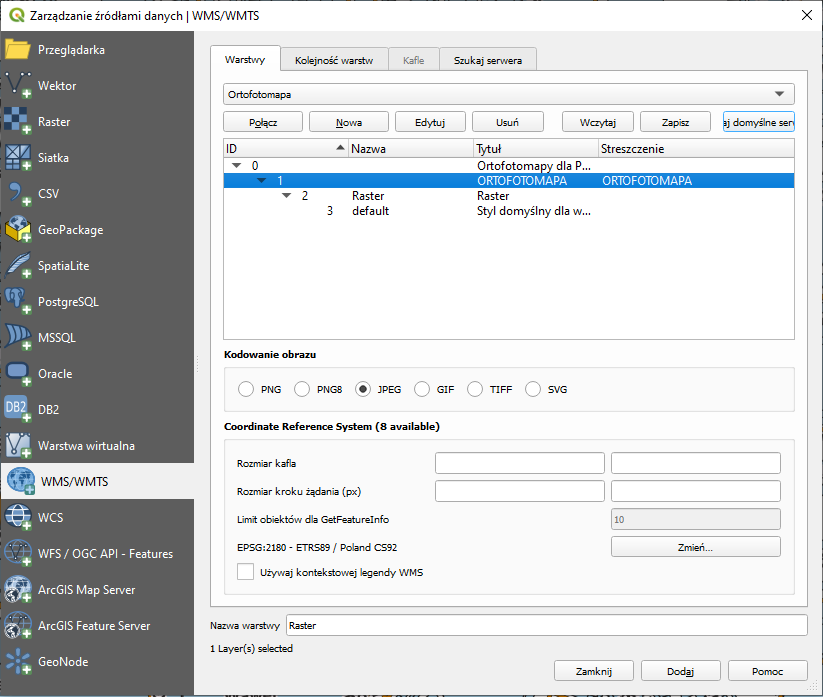 Zarządzanie źródłami danych | WMS/WMTS
Przeglądarka
Wektor
Raster
Siatka
CSV
GeoPackage
SpatiaLite
PostgreSQL
MSSQL
Oracle
DB2
DB2
Warstwa wirtualna
WMS/WMTS
WCS
WFS / OGC API - Features
ArcGIS Map Server
ArcGIS Feature Server
GeoNode
Warstwy Kolejność warstw Kafle Szukaj serwera
Ortofotomapa
Połącz Nowa Edytuj Usuń Wczytaj Zapisz aj domyślne ser
ID Nazwa Tytuł Streszczenie
0 Ortofotomapy dla P...
1 ORTOFOTOMAPA ORTOFOTOMAPA
2 Raster Raster
3 default Styl domyślny dla w...
Kodowanie obrazu
PNG PNG8 JPEG GIF TIFF SVG
Coordinate Reference System (8 available)
Rozmiar kafla
Rozmiar kroku żądania (px)
Limit obiektów dla GetFeatureInfo 10
EPSG:2180 - ETRS89 / Poland CS92 Zmień...
Używaj kontekstowej legendy WMS
Nazwa warstwy Raster
1 Layer(s) selected
Zamknij Dodaj Pomoc